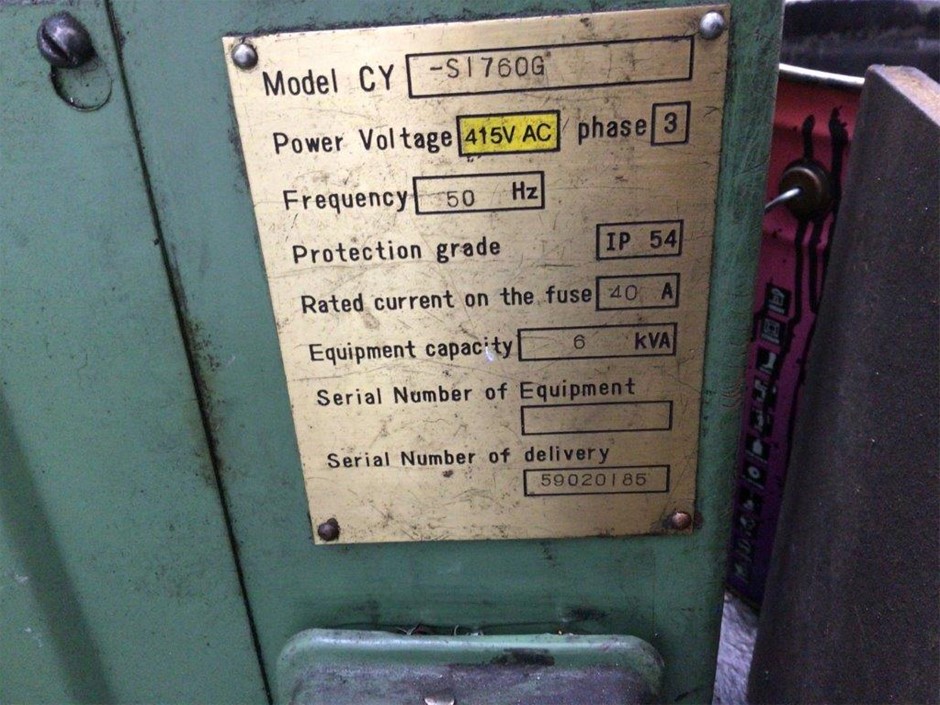 Model CY -S1760G
Power Voltage 415V AC phase 3
Frequency 50 Hz
Protection grade IP 54
Rated current on the fuse 40 A
Equipment capacity 6 kVA
Serial Number of Equipment
Serial Number of delivery
59020185